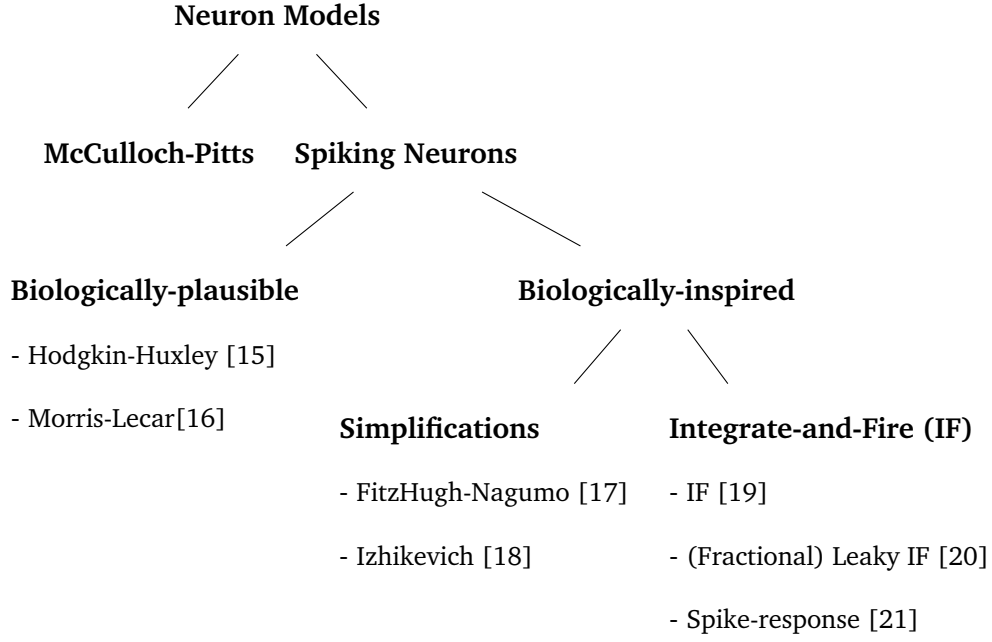 Neuron Models
McCulloch-Pitts
Spiking Neurons
Biologically-plausible
- Hodgkin-Huxley [15]
- Morris-Lecar[16]
Biologically-inspired
Simplifications
- FitzHugh-Nagumo [17]
- Izhikevich [18]
Integrate-and-Fire (IF)
- IF [19]
- (Fractional) Leaky IF [20]
- Spike-response [21]